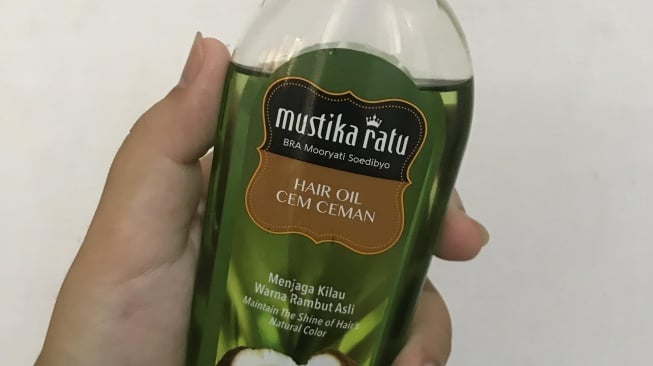 mustika ratu
BRA Mooryati Soedibyo
HAIR OIL
CEM CEMAN
Menjaga Kilau
Warna Rambut Asli
Maintain The Shine of Hair's
Natural Color